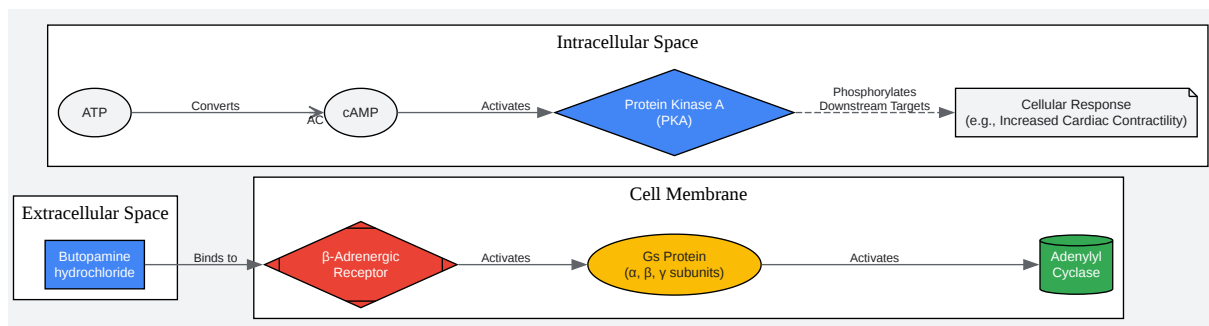 Intracellular Space
ATP
Converts
AC
cAMP
Activates
Protein Kinase A
(PKA)
Phosphorylates
Downstream Targets
Cellular Response
(e.g., Increased Cardiac Contractility)
Extracellular Space
Butopamine
hydrochloride
Binds to
Cell Membrane
β-Adrenergic
Receptor
Activates
Gs Protein
(α, β, γ subunits)
Activates
Adenylyl
Cyclase